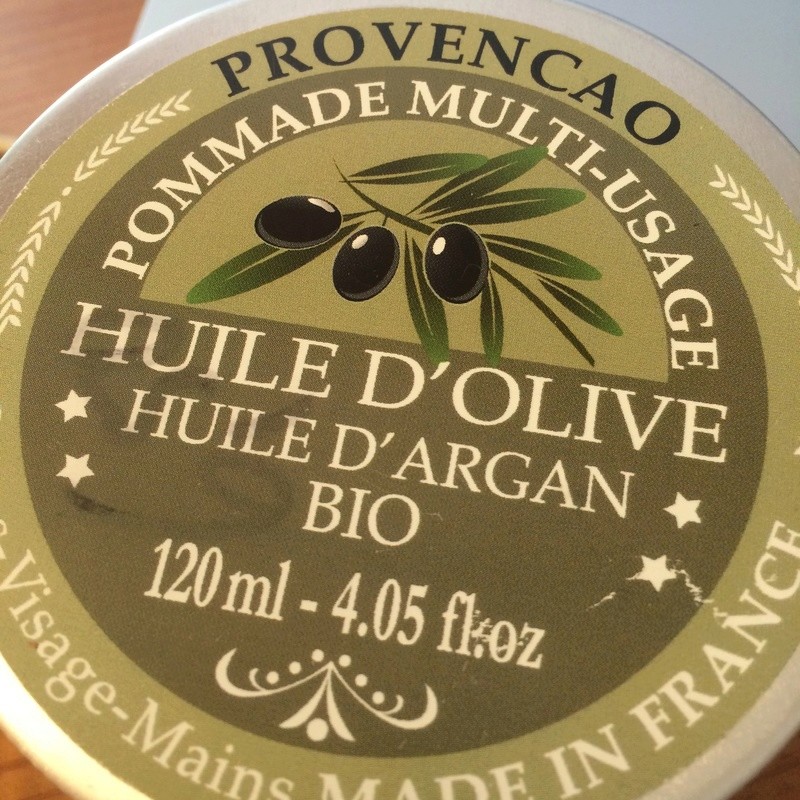 PROVENCAO
POMMADE MULTI-USAGE
HUILE D'OLIVE
HUILE D'ARGAN
BIO
120 ml - 4.05 fl.oz
Visage-Mains MADE IN FRANCE